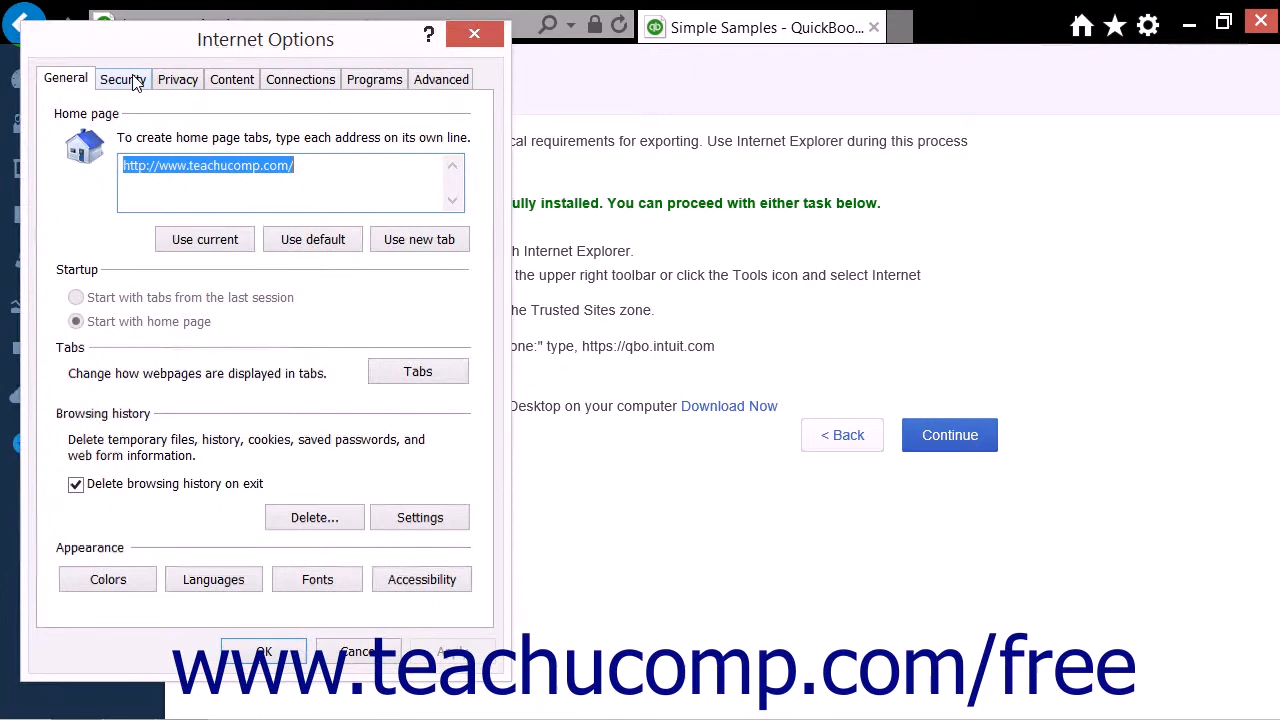 Simple Samples - QuickBoo...
Internet Options
?
General
Security
Privacy
Content
Connections
Programs
Advanced
Home page
To create home page tabs, type each address on its own line.
http://www.teachucomp.com/
Use current
Use default
Use new tab
Startup
Start with tabs from the last session
Start with home page
Tabs
Change how webpages are displayed in tabs.
Tabs
Browsing history
Delete temporary files, history, cookies, saved passwords, and
web form information.
Delete browsing history on exit
Delete...
Settings
Appearance
Colors
Languages
Fonts
Accessibility
OK
cal requirements for exporting. Use Internet Explorer during this process
fully installed. You can proceed with either task below.
h Internet Explorer.
the upper right toolbar or click the Tools icon and select Internet
he Trusted Sites zone.
one:" type, https://qbo.intuit.com
Desktop on your computer Download Now
< Back
Continue
www.teachucomp.com/free